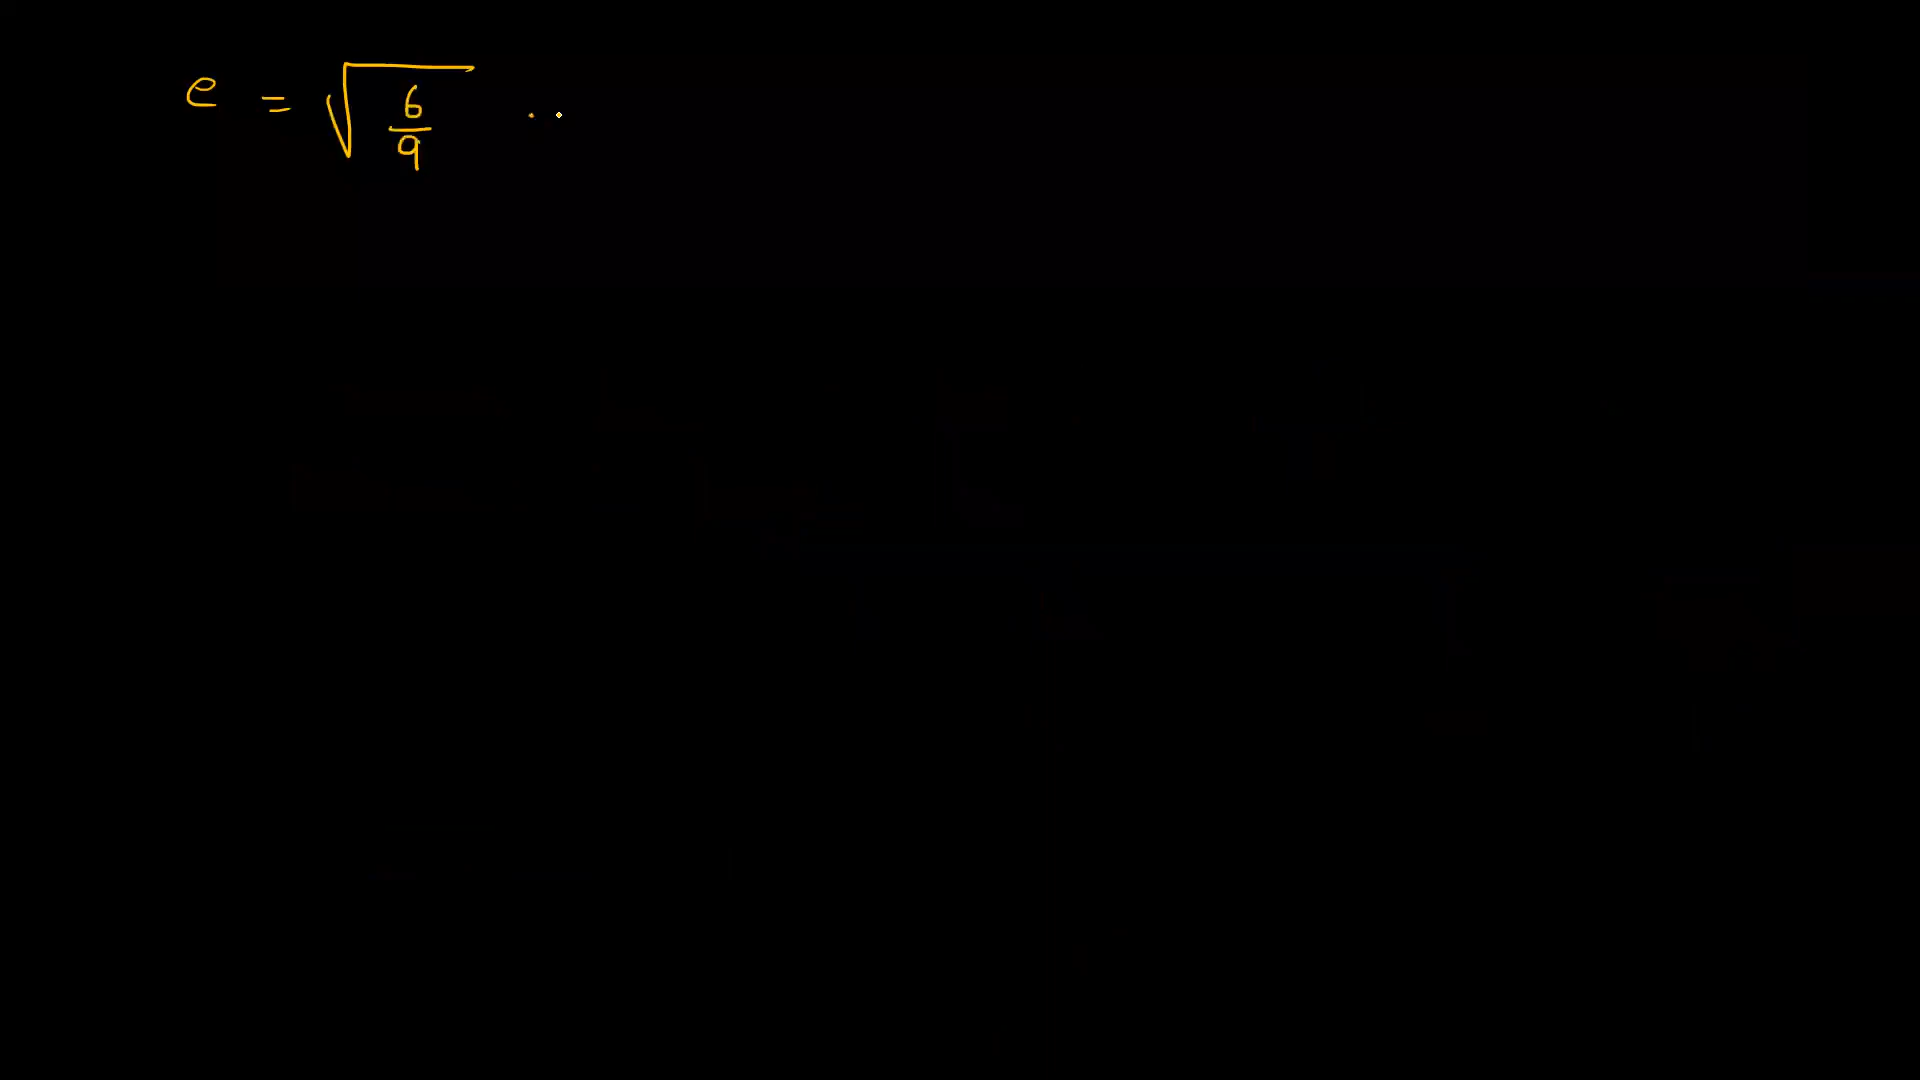 e = √(6/9) ..